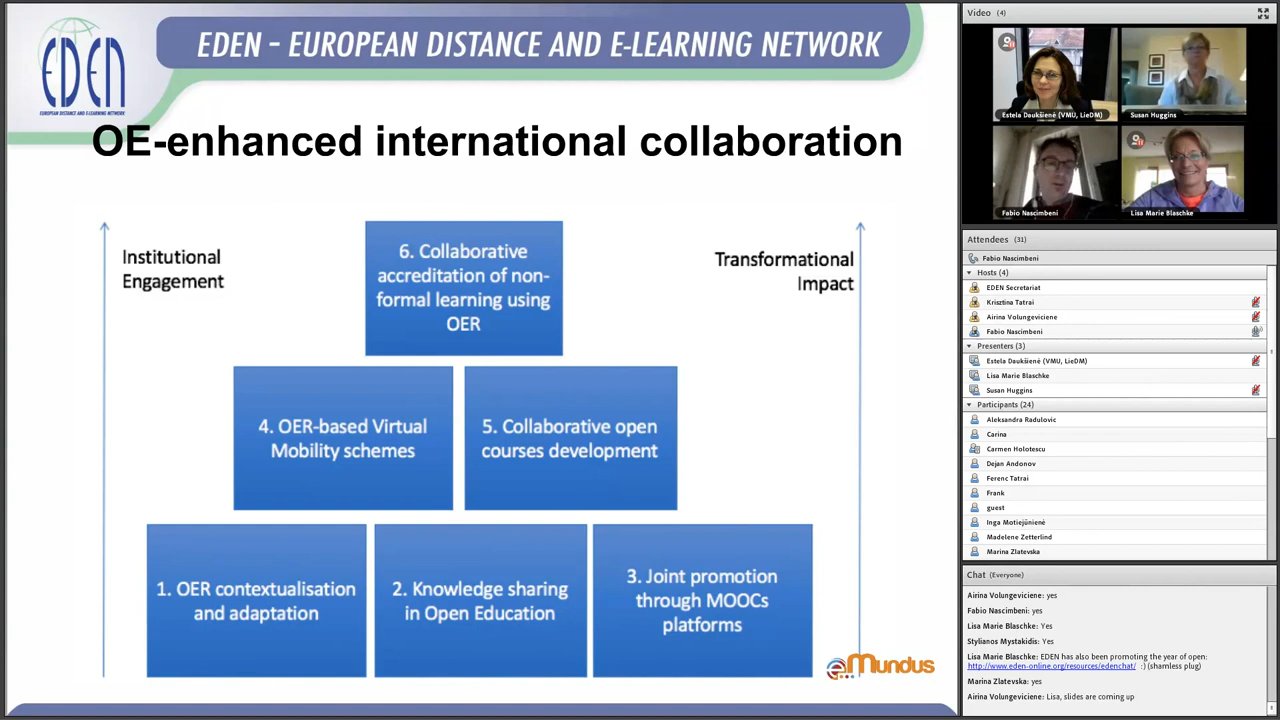 EDEN
EUROPEAN DISTANCE AND E-LEARNING NETWORK
EDEN – EUROPEAN DISTANCE AND E-LEARNING NETWORK
OE-enhanced international collaboration
Institutional
Engagement
Transformational
Impact
6. Collaborative
accreditation of non-
formal learning using
OER
4. OER-based Virtual
Mobility schemes
5. Collaborative open
courses development
1. OER contextualisation
and adaptation
2. Knowledge sharing
in Open Education
3. Joint promotion
through MOOCs
platforms
eMundus
Video (4)
Estela Daukšienė (VMU, LieDM)
Susan Huggins
Fabio Nascimbeni
Lisa Marie Blaschke
Attendees (31)
Fabio Nascimbeni
Hosts (4)
EDEN Secretariat
Krisztina Tatrai
Airina Volungeviciene
Fabio Nascimbeni
Presenters (3)
Estela Daukšienė (VMU, LieDM)
Lisa Marie Blaschke
Susan Huggins
Participants (24)
Aleksandra Radulovic
Carina
Carmen Holotescu
Dejan Andonov
Ferenc Tatrai
Frank
guest
Inga Motiejūnienė
Madelene Zetterlind
Marina Zlatevska
Chat (Everyone)
Airina Volungeviciene: yes
Fabio Nascimbeni: yes
Lisa Marie Blaschke: Yes
Stylianos Mystakidis: Yes
Lisa Marie Blaschke: EDEN has also been promoting the year of open:
http://www.eden-online.org/resources/edenchat/ :) (shamless plug)
Marina Zlatevska: yes
Airina Volungeviciene: Lisa, slides are coming up